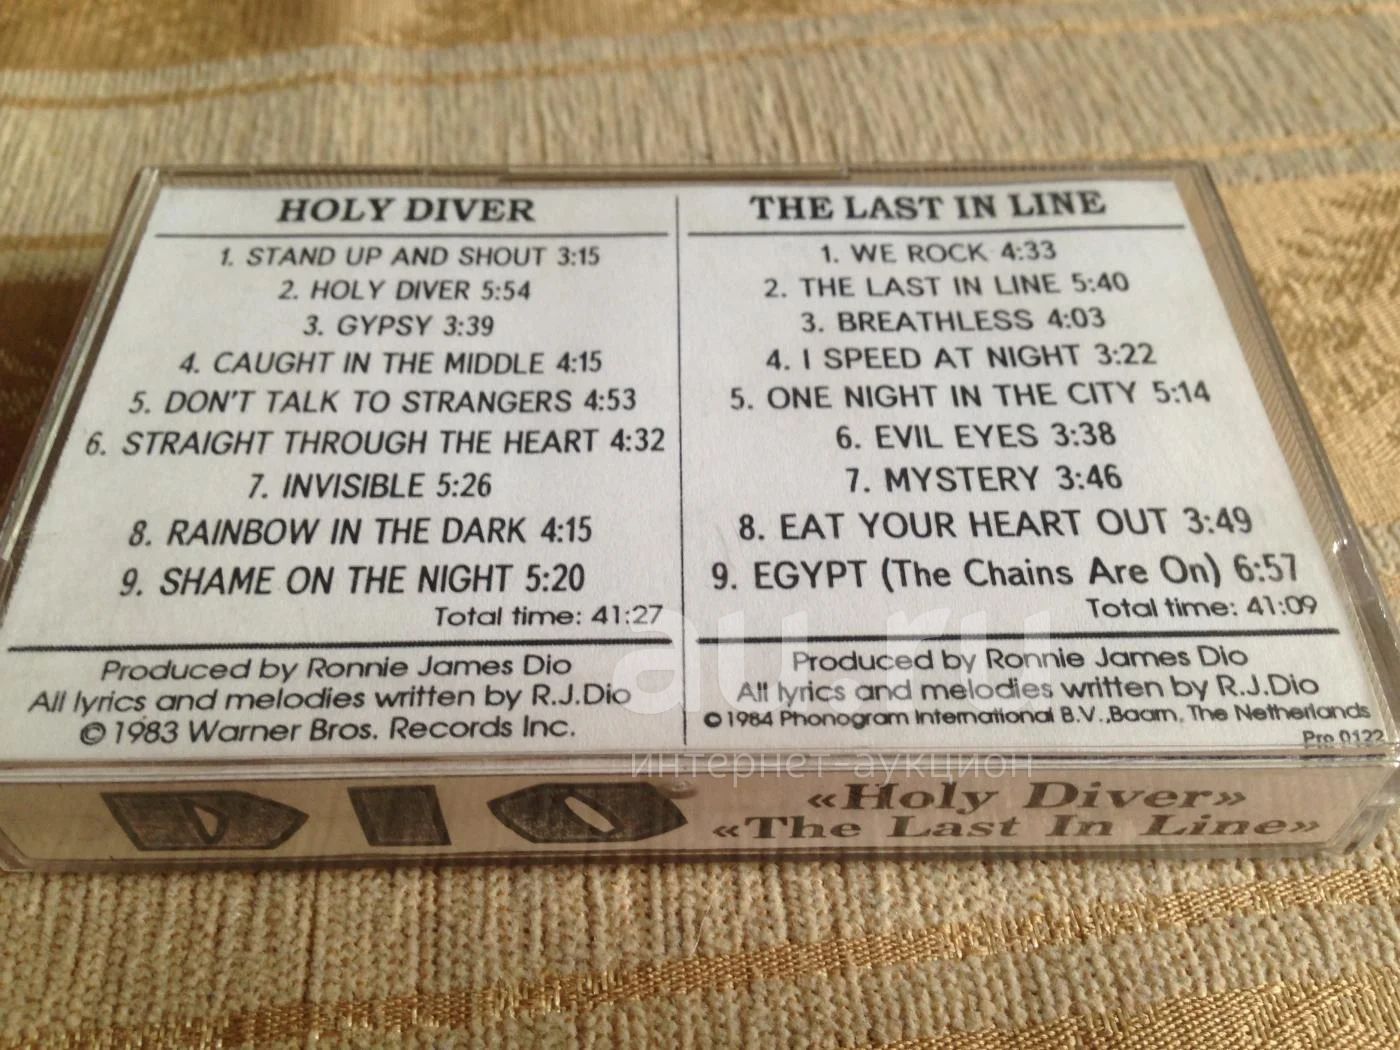 HOLY DIVER
1. STAND UP AND SHOUT 3:15
2. HOLY DIVER 5:54
3. GYPSY 3:39
4. CAUGHT IN THE MIDDLE 4:15
5. DON'T TALK TO STRANGERS 4:53
6. STRAIGHT THROUGH THE HEART 4:32
7. INVISIBLE 5:26
8. RAINBOW IN THE DARK 4:15
9. SHAME ON THE NIGHT 5:20
Total time: 41:27
Produced by Ronnie James Dio
All lyrics and melodies written by R.J.Dio
©1983 Warner Bros. Records Inc.
THE LAST IN LINE
1. WE ROCK 4:33
2. THE LAST IN LINE 5:40
3. BREATHLESS 4:03
4. I SPEED AT NIGHT 3:22
5. ONE NIGHT IN THE CITY 5:14
6. EVIL EYES 3:38
7. MYSTERY 3:46
8. EAT YOUR HEART OUT 3:49
9. EGYPT (The Chains Are On) 6:57
Total time: 41:09
Produced by Ronnie James Dio
All lyrics and melodies written by R.J.Dio
©1984 Phonogram International B.V.,Baarn, The Netherlands
Pro 0122
DIO
«Holy Diver»
«The Last In Line»
au.ru
интернет-аукцион